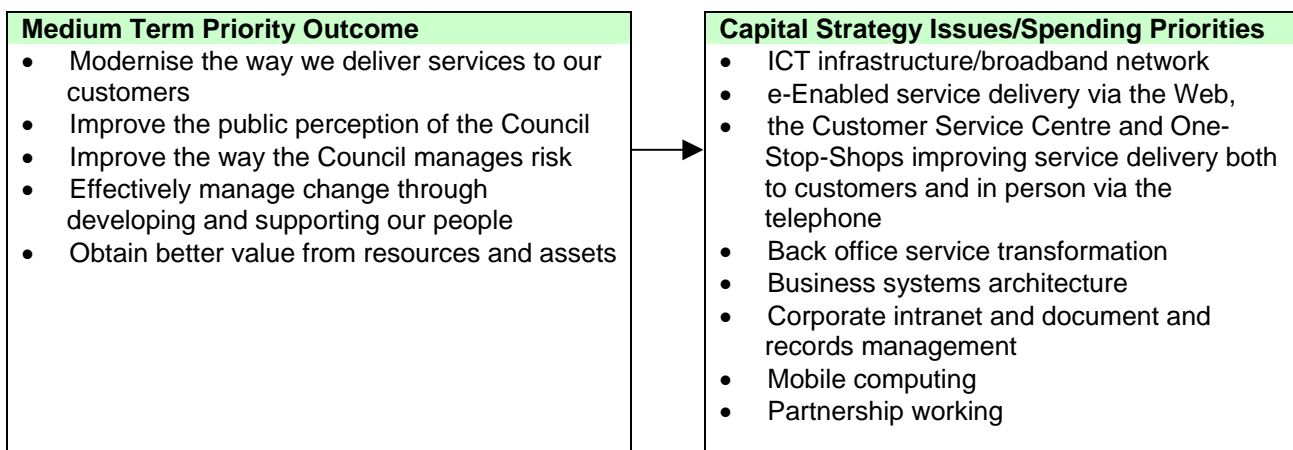 Medium Term Priority Outcome
• Modernise the way we deliver services to our
customers
• Improve the public perception of the Council
• Improve the way the Council manages risk
• Effectively manage change through
developing and supporting our people
• Obtain better value from resources and assets
Capital Strategy Issues/Spending Priorities
• ICT infrastructure/broadband network
• e-Enabled service delivery via the Web,
• the Customer Service Centre and One-
Stop-Shops improving service delivery both
to customers and in person via the
telephone
• Back office service transformation
• Business systems architecture
• Corporate intranet and document and
records management
• Mobile computing
• Partnership working